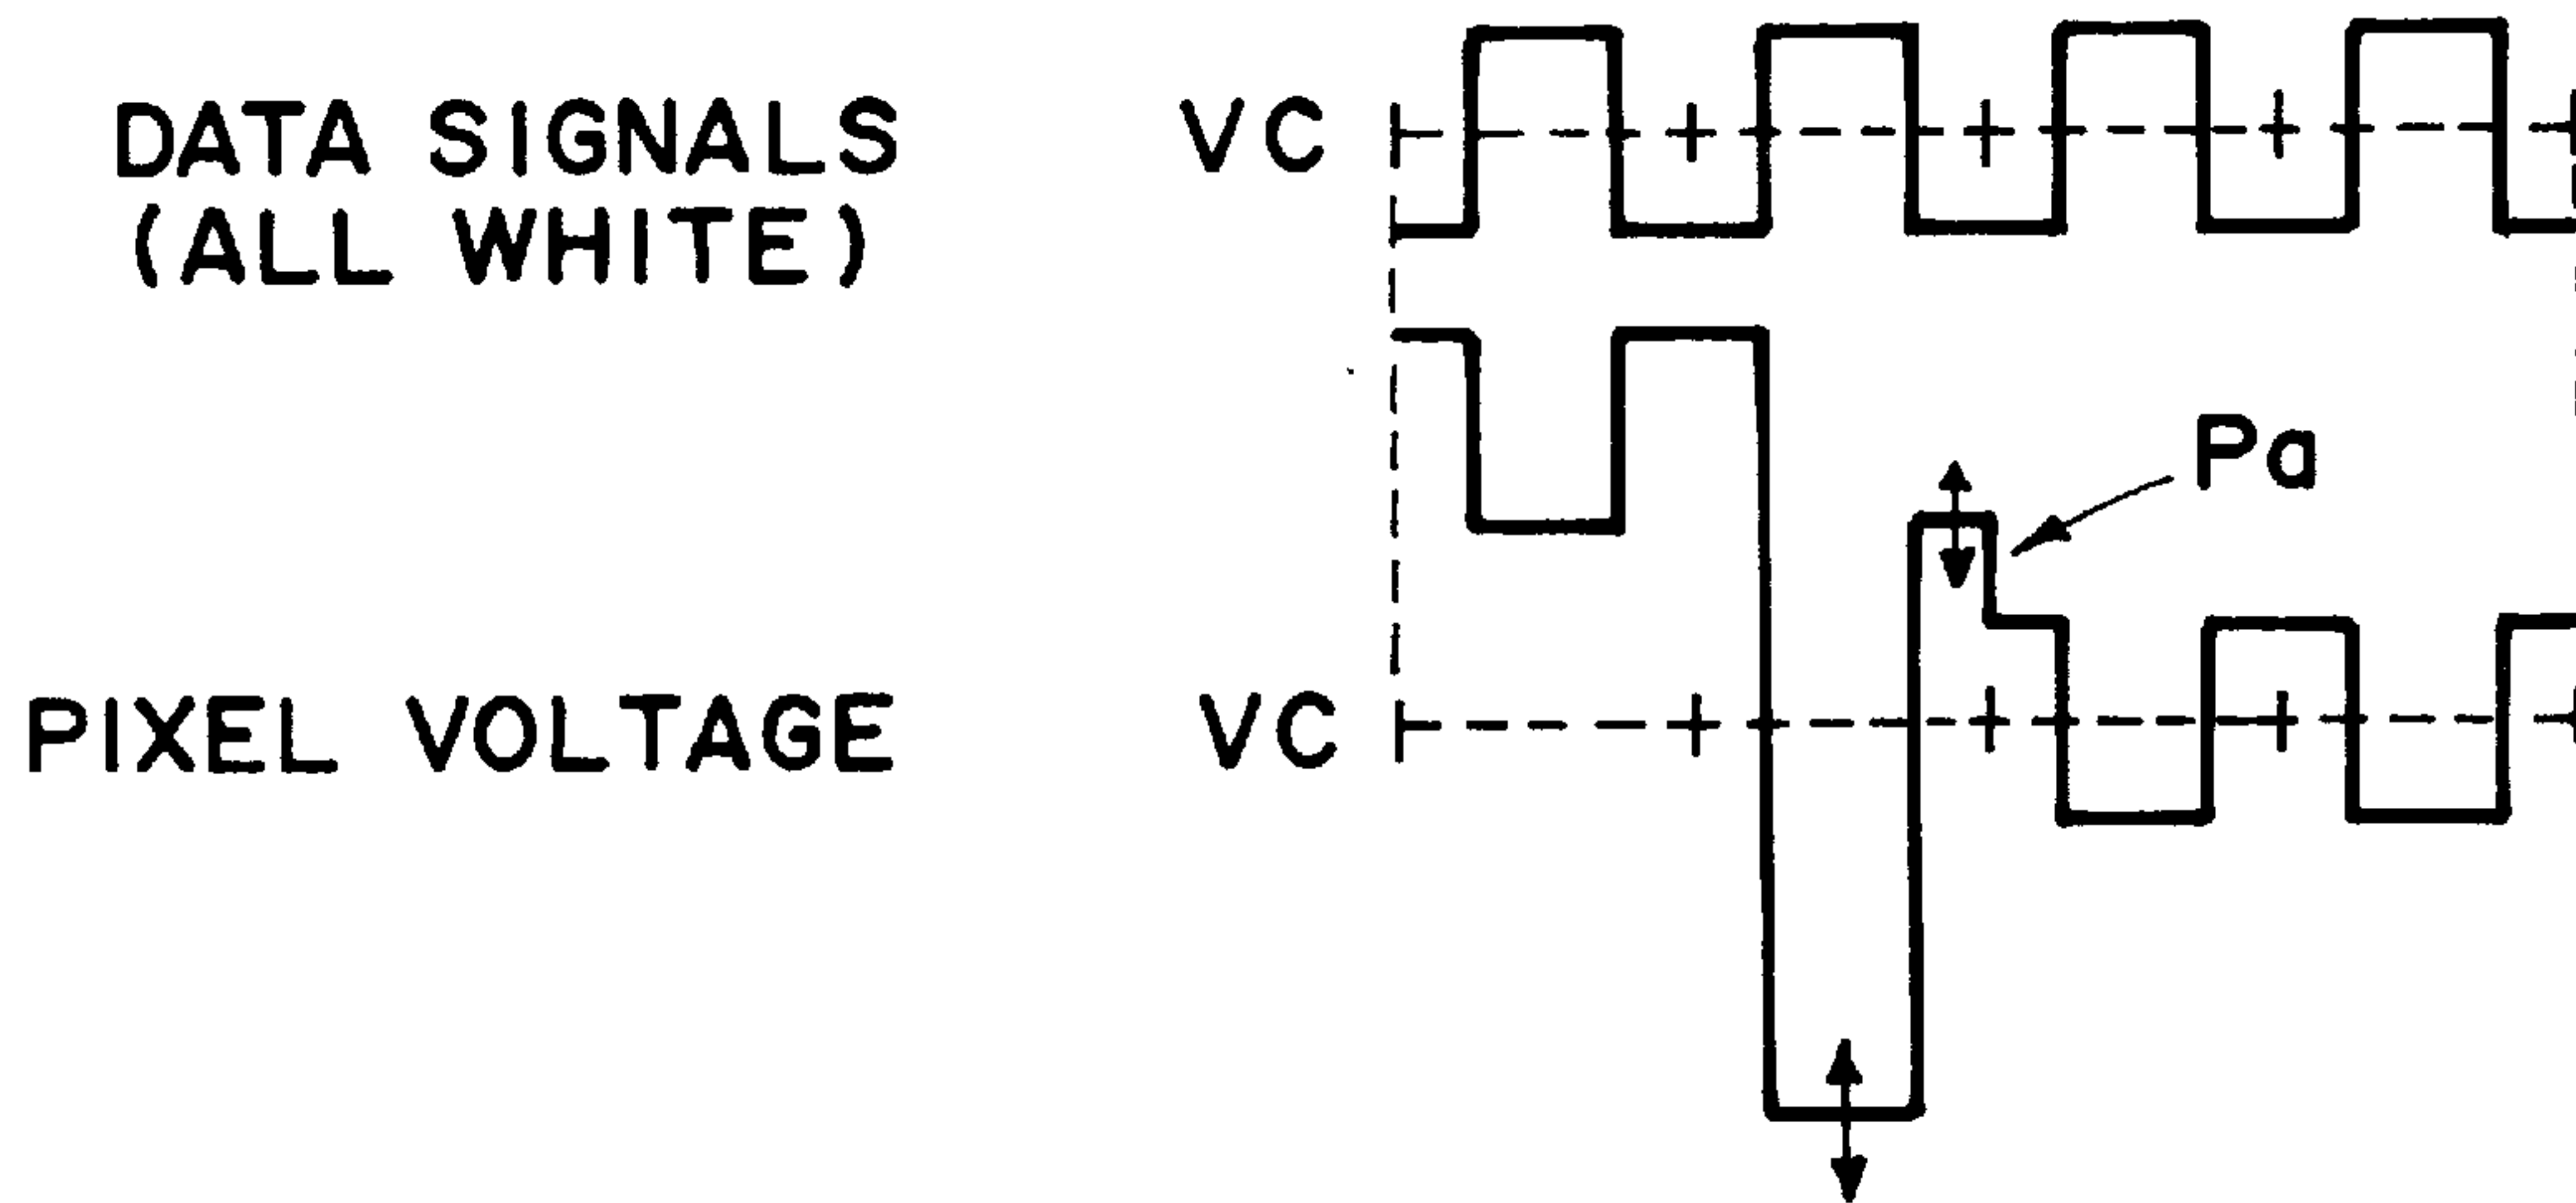 DATA SIGNALS
(ALL WHITE)
VC
Pa
PIXEL VOLTAGE
VC